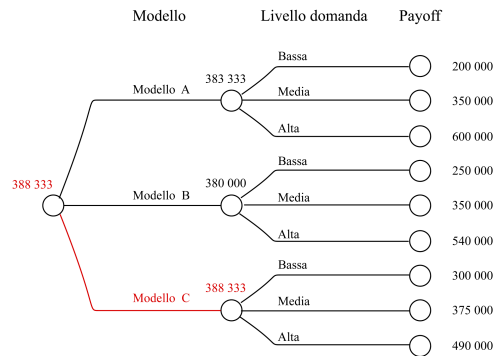 Modello Livello domanda Payoff
Bassa 200 000
383 333
Modello A Media 350 000
Alta 600 000
Bassa 250 000
388 333 380 000
Modello B Media 350 000
Alta 540 000
Bassa 300 000
388 333
Modello C Media 375 000
Alta 490 000